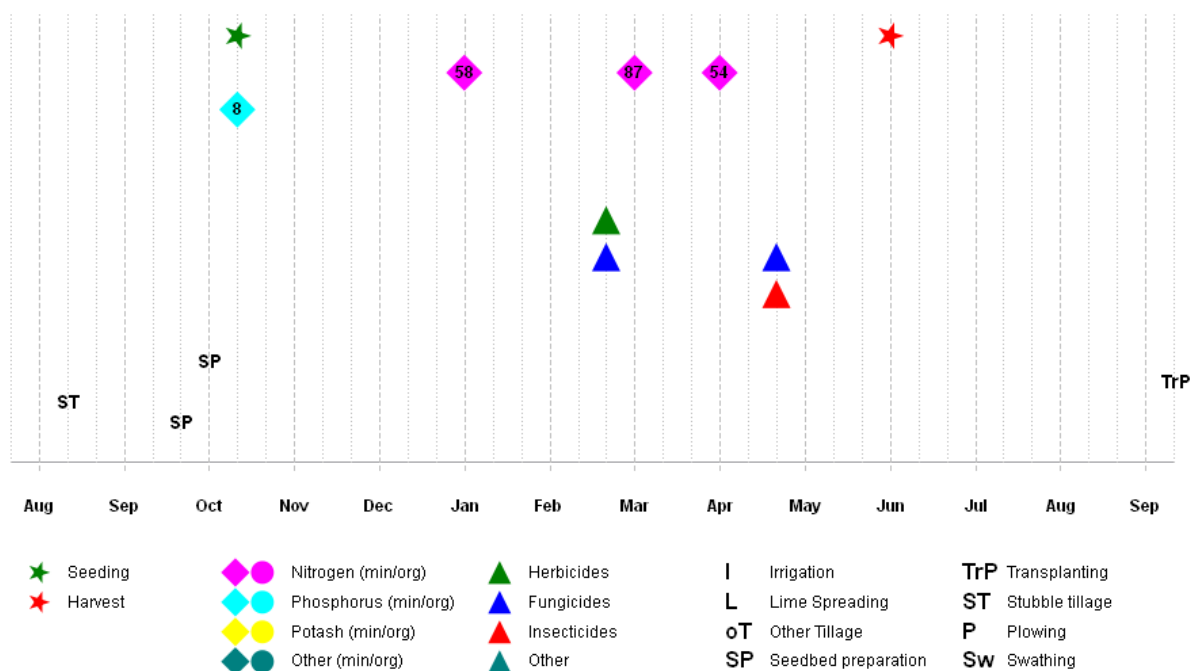 58 87 54
8
SP
TrP
ST
SP
Aug Sep Oct Nov Dec Jan Feb Mar Apr May Jun Jul Aug Sep
Seeding Nitrogen (min/org) Herbicides I Irrigation TrP Transplanting
Harvest Phosphorus (min/org) Fungicides L Lime Spreading ST Stubble tillage
Potash (min/org) Insecticides oT Other Tillage P Plowing
Other (min/org) Other SP Seedbed preparation Sw Swathing